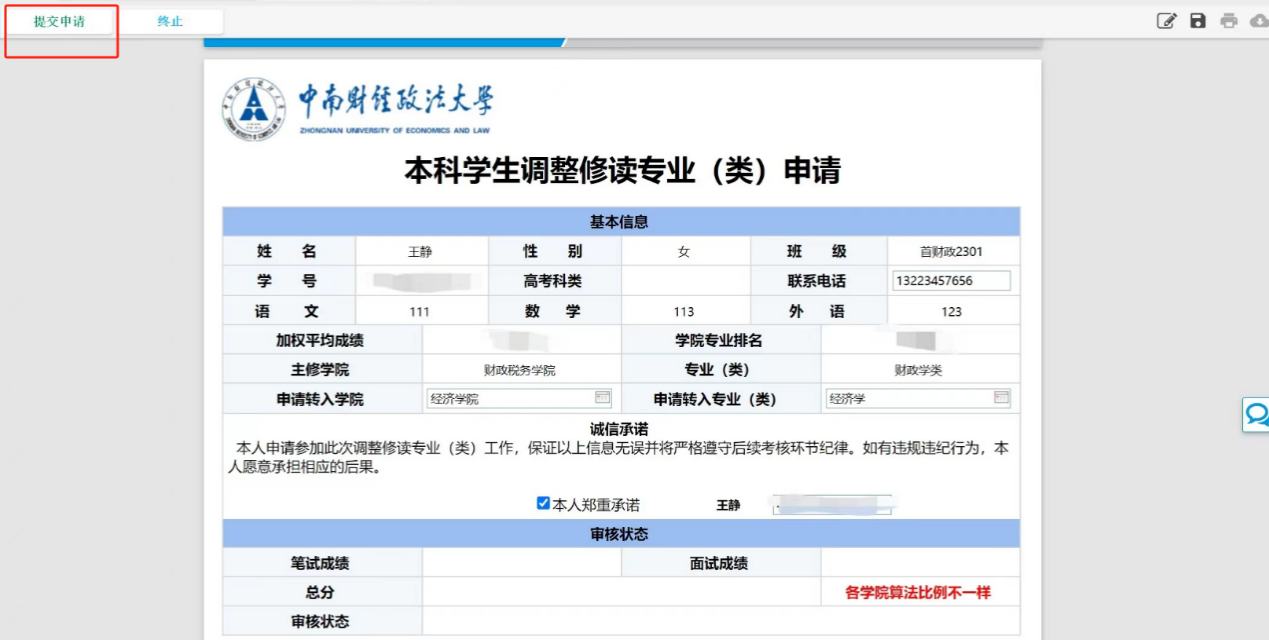 提交申请 终止
中南财经政法大学
ZHONGNAN UNIVERSITY OF ECONOMICS AND LAW
本科学生调整修读专业（类）申请
基本信息
姓 名 王静 性 别 女 班 级 首财政2301
学 号 高考科类 联系电话 13223457656
语 文 111 数 学 113 外 语 123
加权平均成绩 学院专业排名
主修学院 财政税务学院 专业（类） 财政学类
申请转入学院 经济学院 申请转入专业（类） 经济学
诚信承诺
本人申请参加此次调整修读专业（类）工作，保证以上信息无误并将严格遵守后续考核环节纪律。如有违规违纪行为，本
人愿意承担相应的后果。
本人郑重承诺 王静
审核状态
笔试成绩 面试成绩
总分 各学院算法比例不一样
审核状态